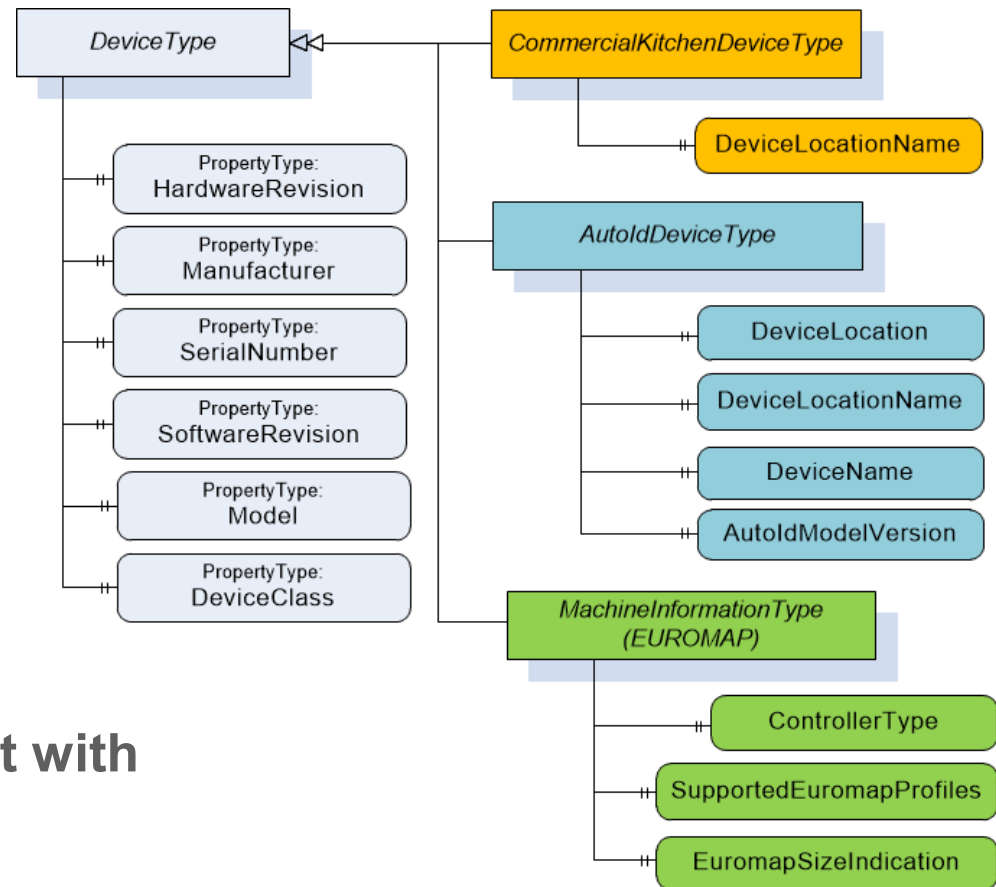 DeviceType
PropertyType:
HardwareRevision
PropertyType:
Manufacturer
PropertyType:
SerialNumber
PropertyType:
SoftwareRevision
PropertyType:
Model
PropertyType:
DeviceClass
CommercialKitchenDeviceType
DeviceLocationName
AutoIdDeviceType
DeviceLocation
DeviceLocationName
DeviceName
AutoIdModelVersion
MachineInformationType
(EUROMAP)
ControllerType
SupportedEuromapProfiles
EuromapSizeIndication
t with